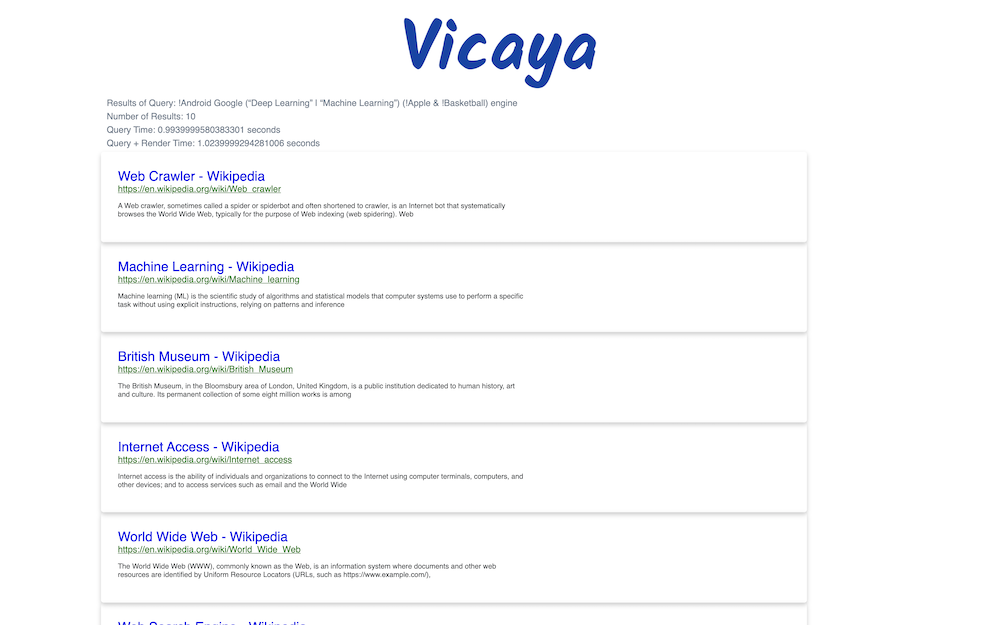 Vicaya
Results of Query: !Android Google (“Deep Learning” | “Machine Learning”) (!Apple & !Basketball) engine
Number of Results: 10
Query Time: 0.9939999580383301 seconds
Query + Render Time: 1.0239999294281006 seconds
Web Crawler - Wikipedia
https://en.wikipedia.org/wiki/Web_crawler
A Web crawler, sometimes called a spider or spiderbot and often shortened to crawler, is an Internet bot that systematically
browses the World Wide Web, typically for the purpose of Web indexing (web spidering). Web
Machine Learning - Wikipedia
https://en.wikipedia.org/wiki/Machine_learning
Machine learning (ML) is the scientific study of algorithms and statistical models that computer systems use to perform a specific
task without using explicit instructions, relying on patterns and inference
British Museum - Wikipedia
https://en.wikipedia.org/wiki/British_Museum
The British Museum, in the Bloomsbury area of London, United Kingdom, is a public institution dedicated to human history, art
and culture. Its permanent collection of some eight million works is among
Internet Access - Wikipedia
https://en.wikipedia.org/wiki/Internet_access
Internet access is the ability of individuals and organizations to connect to the Internet using computer terminals, computers, and
other devices; and to access services such as email and the World Wide
World Wide Web - Wikipedia
https://en.wikipedia.org/wiki/World_Wide_Web
The World Wide Web (WWW), commonly known as the Web, is an information system where documents and other web
resources are identified by Uniform Resource Locators (URLs, such as https://www.example.com/),
Web Search Engine - Wikipedia